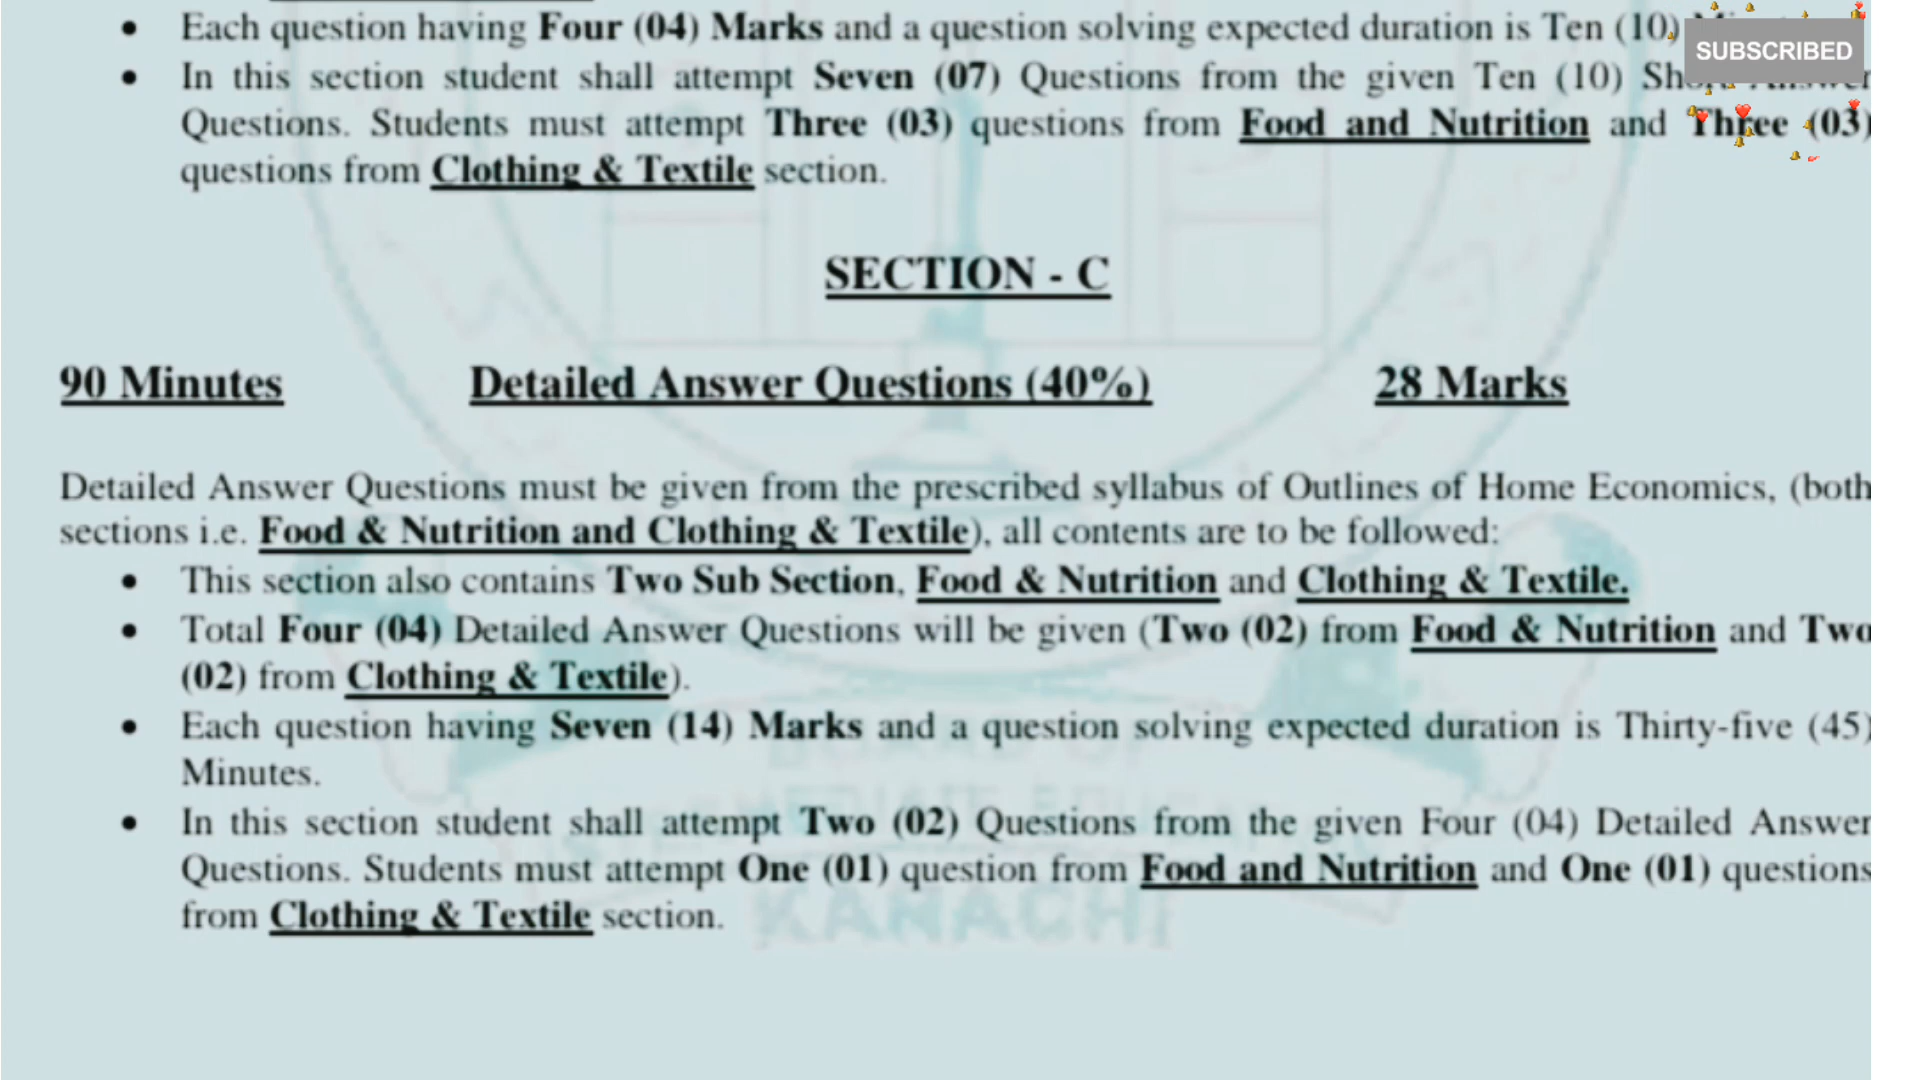 Each question having Four (04) Marks and a question solving expected duration is Ten (10)
SUBSCRIBED
In this section student shall attempt Seven (07) Questions from the given Ten (10)
Questions. Students must attempt Three (03) questions from Food and Nutrition and Three (03)
questions from Clothing & Textile section.
SECTION - C
90 Minutes Detailed Answer Questions (40%) 28 Marks
Detailed Answer Questions must be given from the prescribed syllabus of Outlines of Home Economics, (both
sections i.e. Food & Nutrition and Clothing & Textile), all contents are to be followed:
This section also contains Two Sub Section, Food & Nutrition and Clothing & Textile.
Total Four (04) Detailed Answer Questions will be given (Two (02) from Food & Nutrition and Two
(02) from Clothing & Textile).
Each question having Seven (14) Marks and a question solving expected duration is Thirty-five (45)
Minutes.
In this section student shall attempt Two (02) Questions from the given Four (04) Detailed Answer
Questions. Students must attempt One (01) question from Food and Nutrition and One (01) questions
from Clothing & Textile section.
KARACHI